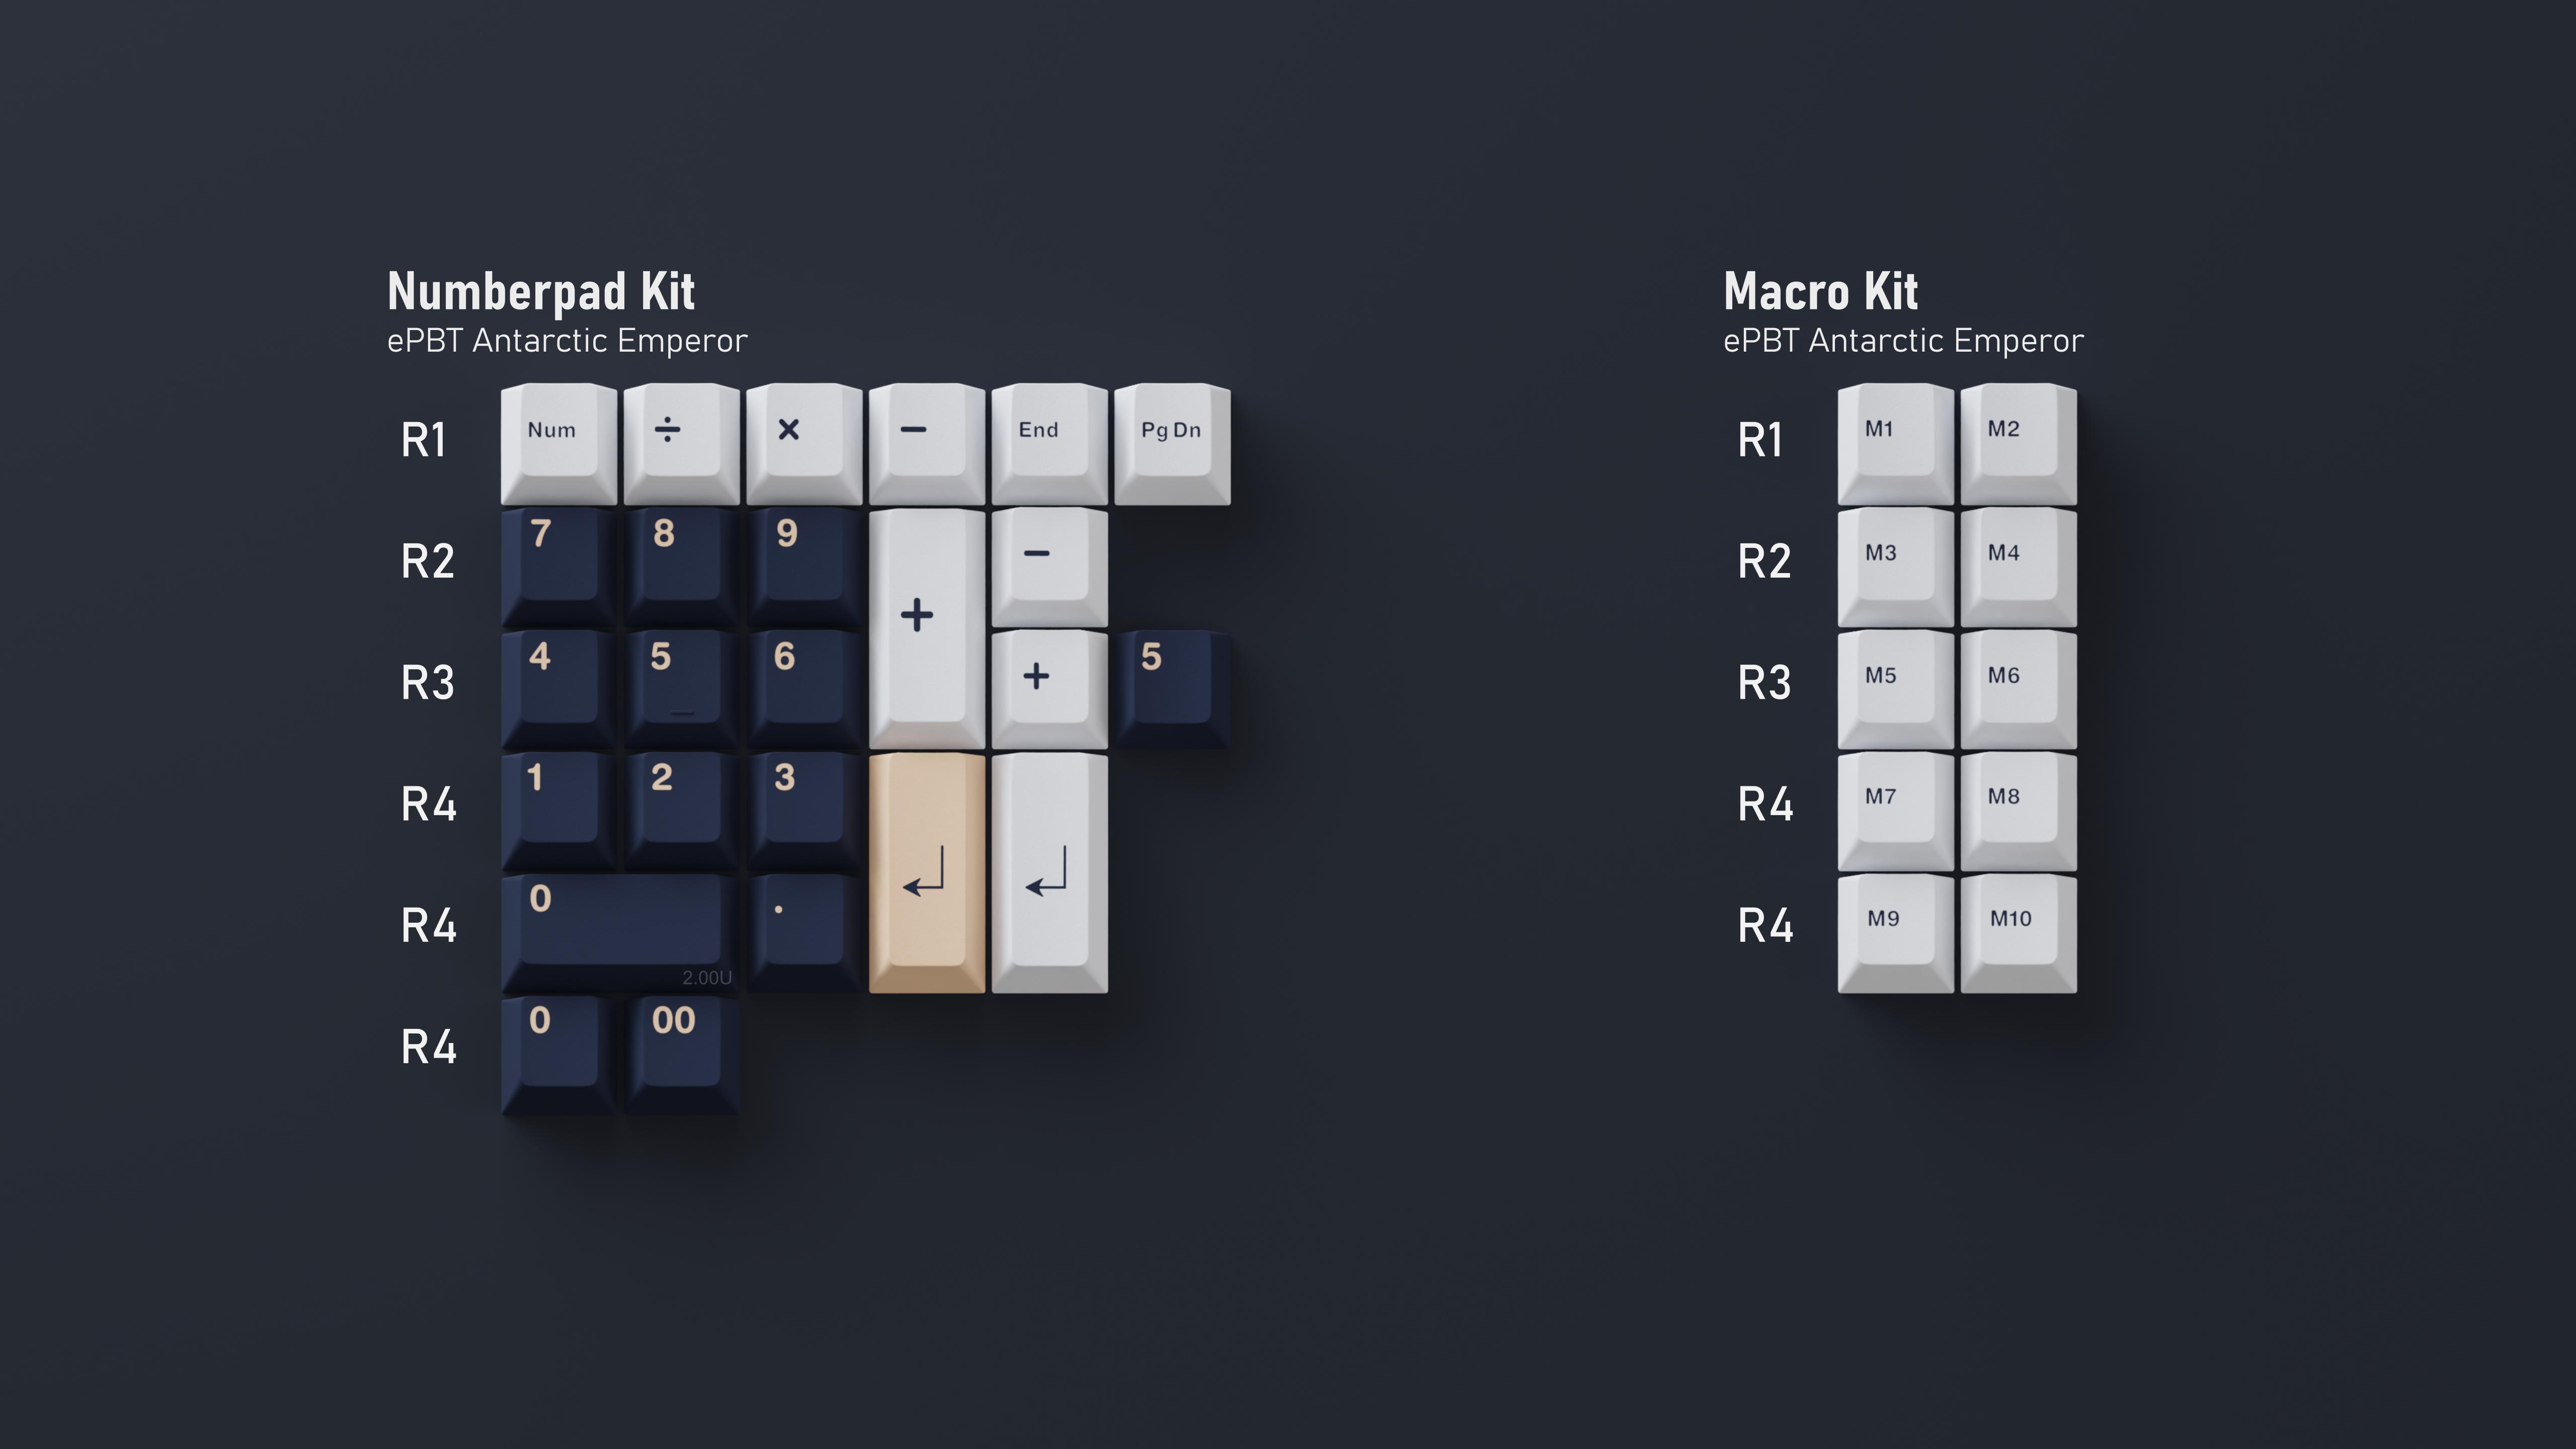 Numberpad Kit
ePBT Antarctic Emperor
R1 Num ÷ × − End Pg Dn
R2 7 8 9 + −
R3 4 5 6 + 5
R4 1 2 3
R4 0 . 
2.00U
R4 0 00
Macro Kit
ePBT Antarctic Emperor
R1 M1 M2
R2 M3 M4
R3 M5 M6
R4 M7 M8
R4 M9 M10